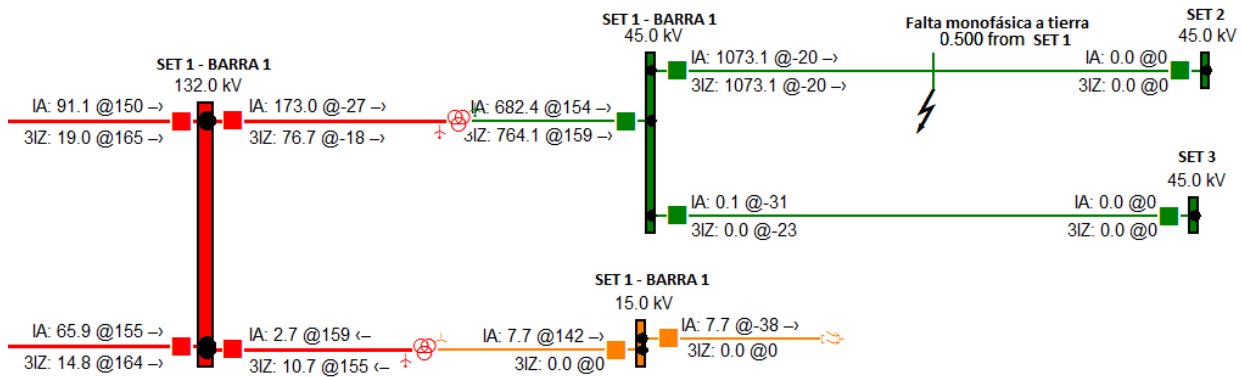 SET 1 - BARRA 1
132.0 kV
IA: 91.1 @150 –›
3IZ: 19.0 @165 –›
IA: 173.0 @-27 –›
3IZ: 76.7 @-18 –›
IA: 682.4 @154 –›
3IZ: 764.1 @159 –›
SET 1 - BARRA 1
45.0 kV
IA: 1073.1 @-20 –›
3IZ: 1073.1 @-20 –›
Falta monofásica a tierra
0.500 from SET 1
IA: 0.0 @0
3IZ: 0.0 @0
SET 2
45.0 kV
IA: 0.1 @-31
3IZ: 0.0 @-23
IA: 0.0 @0
3IZ: 0.0 @0
SET 3
45.0 kV
IA: 65.9 @155 –›
3IZ: 14.8 @164 –›
IA: 2.7 @159 ‹–
3IZ: 10.7 @155 ‹–
IA: 7.7 @142 –›
3IZ: 0.0 @0
SET 1 - BARRA 1
15.0 kV
IA: 7.7 @-38 –›
3IZ: 0.0 @0